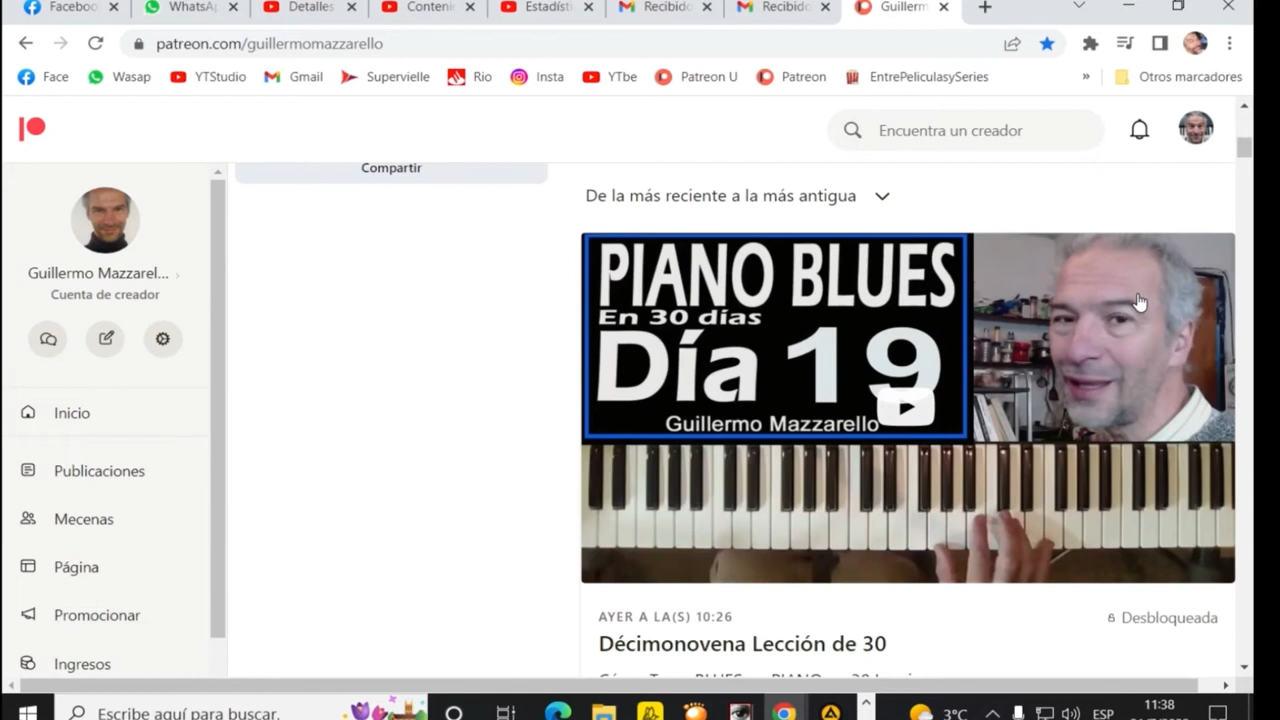 Facebo
WhatsA
Detalles
Conteni
Estadíst
Recibido
Recibido
Guillerm
patreon.com/guillermomazzarello
Face
Wasap
YTStudio
Gmail
Supervielle
Rio
Insta
YTbe
Patreon U
Patreon
EntrePeliculasySeries
»
Otros marcadores
Encuentra un creador
Compartir
De la más reciente a la más antigua
Guillermo Mazzarel...
Cuenta de creador
Inicio
Publicaciones
Mecenas
Página
Promocionar
Ingresos
PIANO BLUES
En 30 días
Día 19
Guillermo Mazzarello
AYER A LA(S) 10:26
Desbloqueada
Décimonovena Lección de 30
Escribe aquí para buscar.
3°C
ESP
11:38